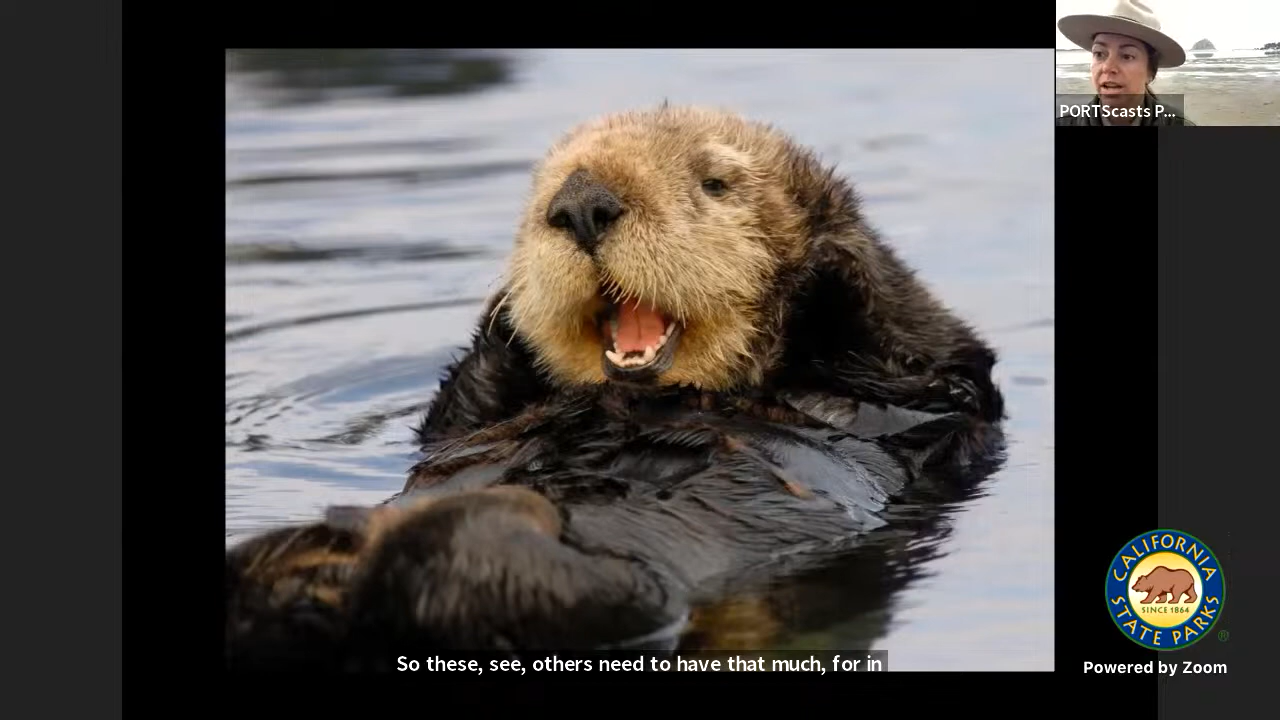 PORTScasts P...
CALIFORNIA
SINCE 1864
STATE PARKS
®
So these, see, others need to have that much, for in
Powered by Zoom